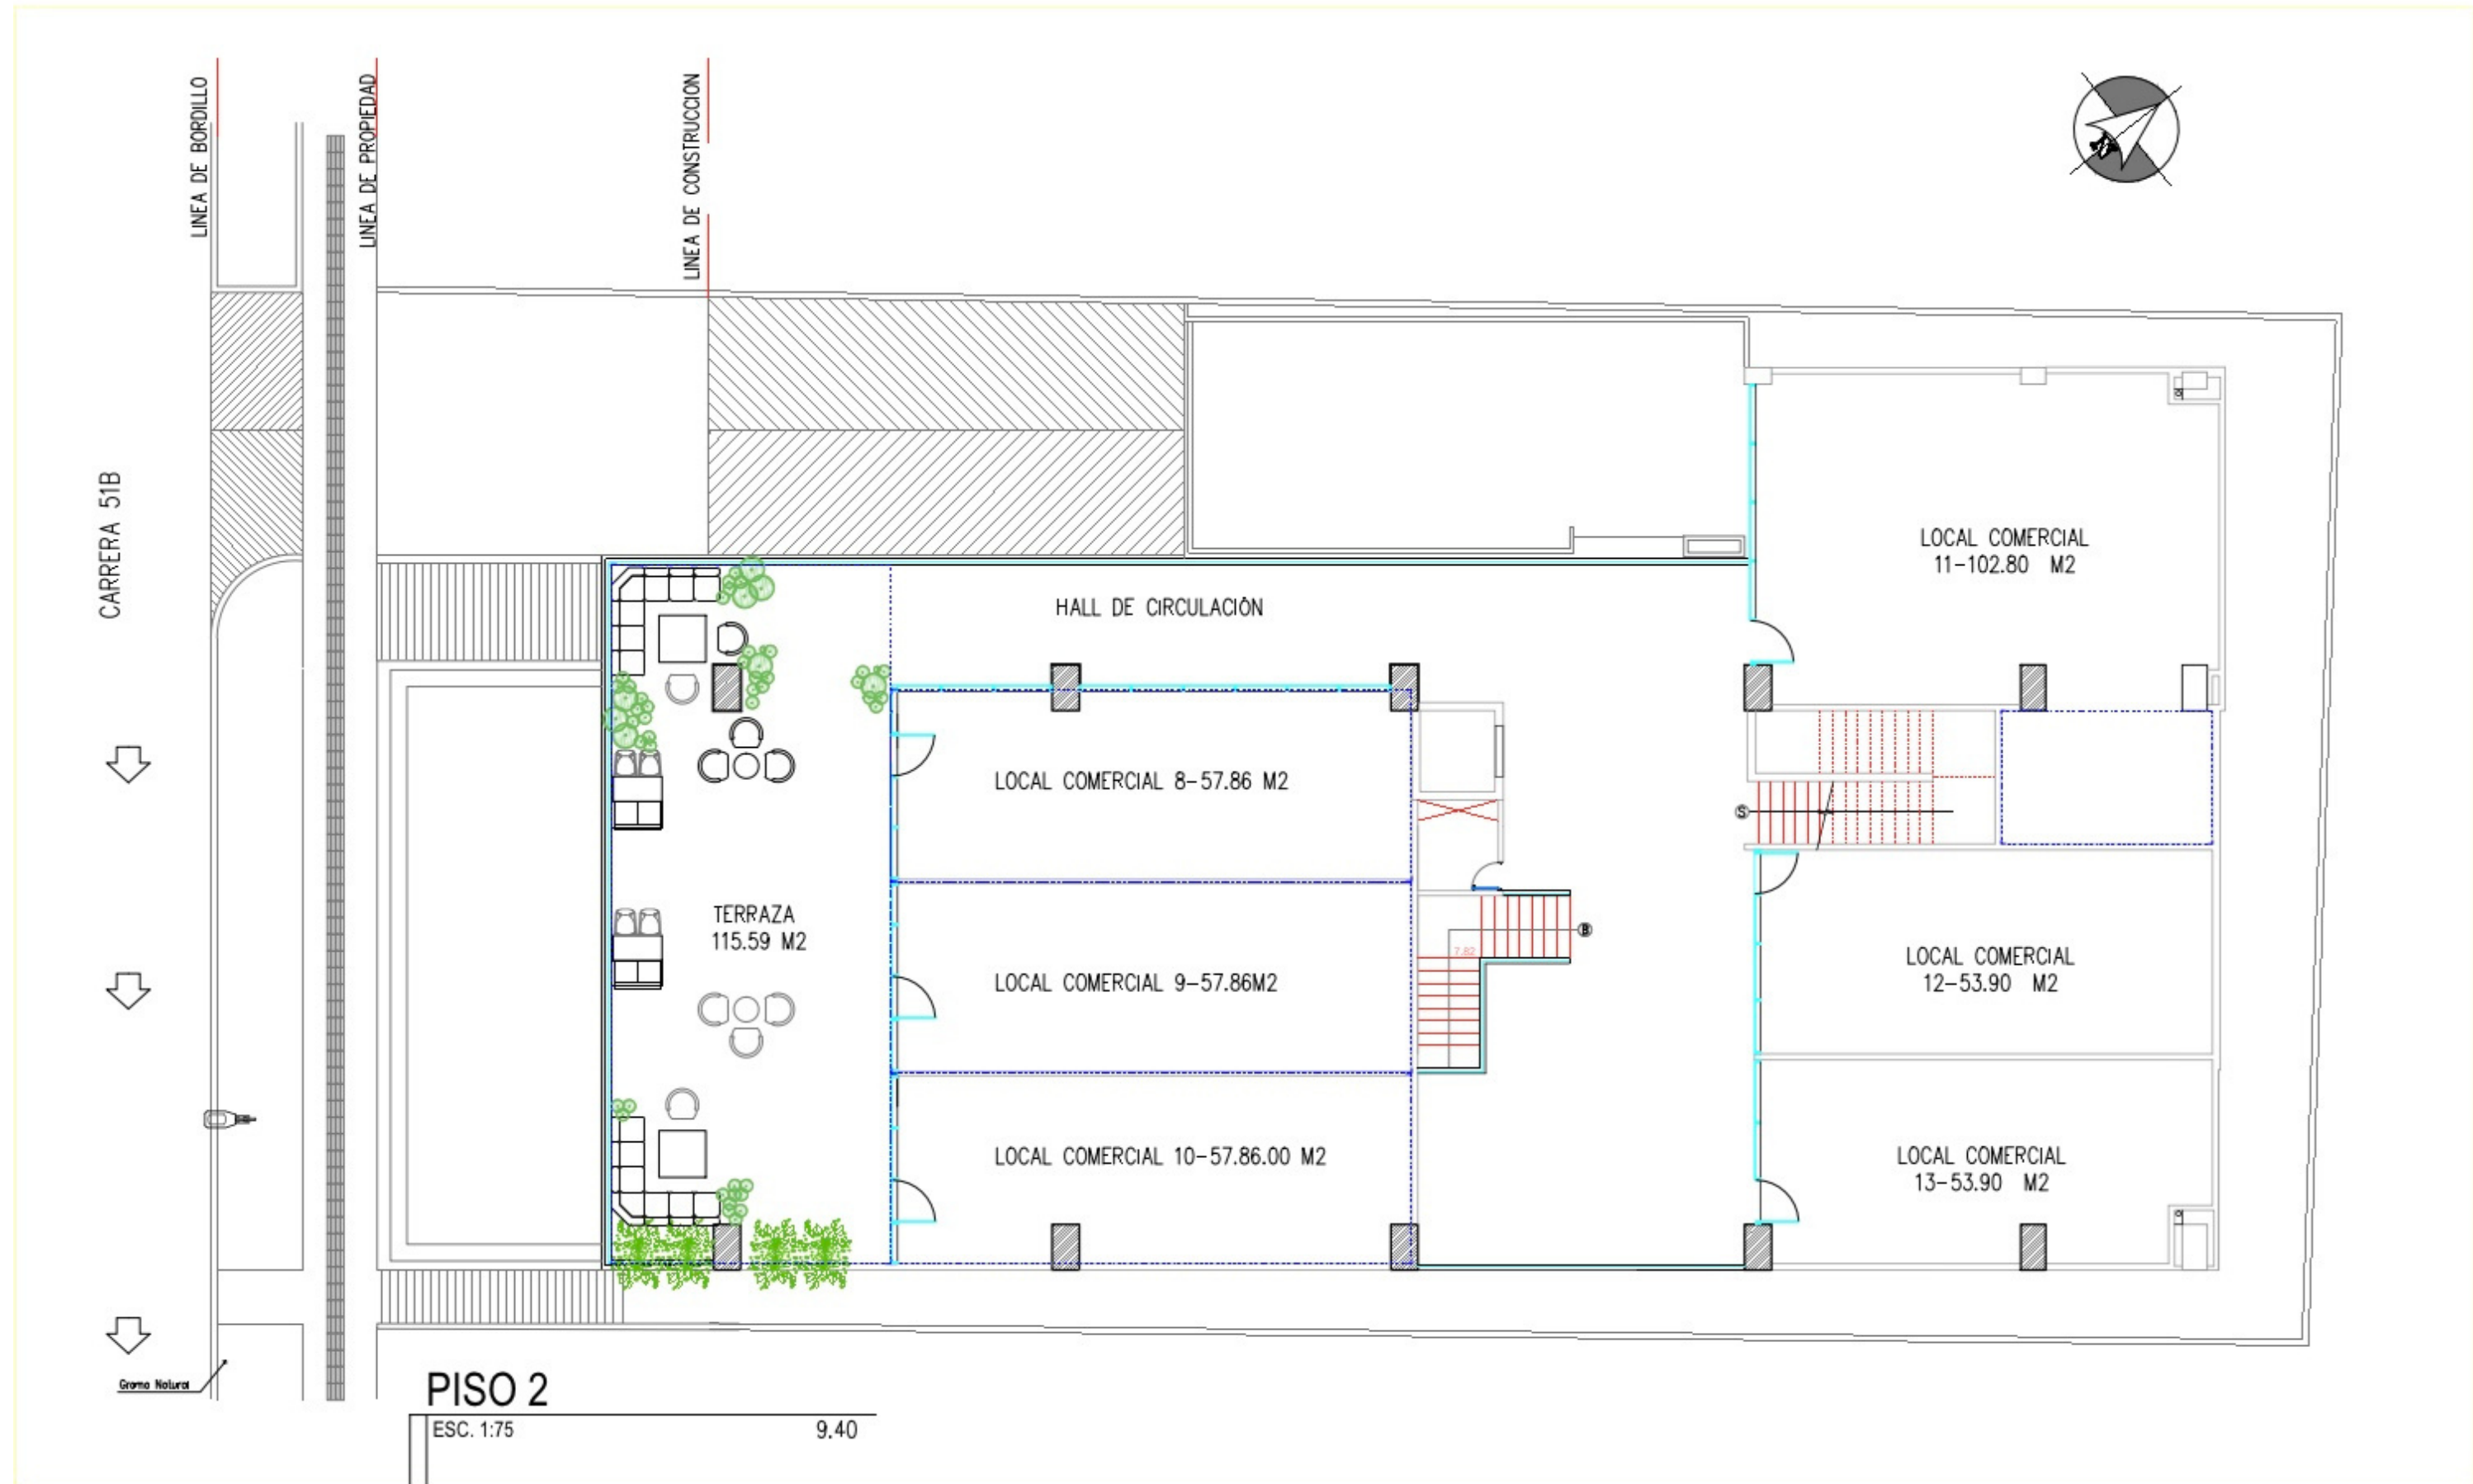 LINEA DE BORDILLO
LINEA DE PROPIEDAD
LINEA DE CONSTRUCCION
CARRERA 51B
HALL DE CIRCULACIÓN
LOCAL COMERCIAL
11-102.80 M2
LOCAL COMERCIAL 8-57.86 M2
S
TERRAZA
115.59 M2
B
7.82
LOCAL COMERCIAL 9-57.86M2
LOCAL COMERCIAL
12-53.90 M2
LOCAL COMERCIAL 10-57.86.00 M2
LOCAL COMERCIAL
13-53.90 M2
Grama Natural
PISO 2
ESC. 1:75 9.40